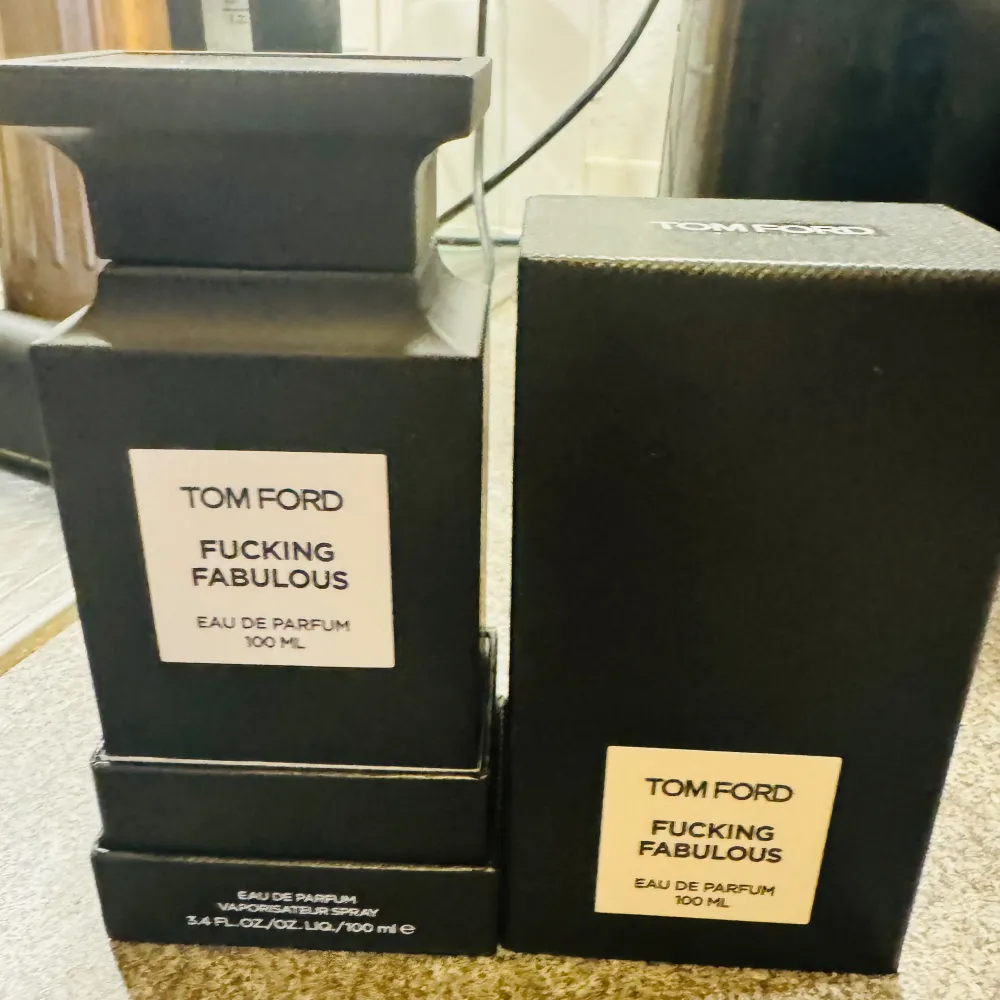 TOM FORD
FUCKING
FABULOUS
EAU DE PARFUM
100 ML
EAU DE PARFUM
VAPORISATEUR SPRAY
3.4 FL.OZ./OZ. LIQ./100 ml e
TOM FORD
TOM FORD
FUCKING
FABULOUS
EAU DE PARFUM
100 ML